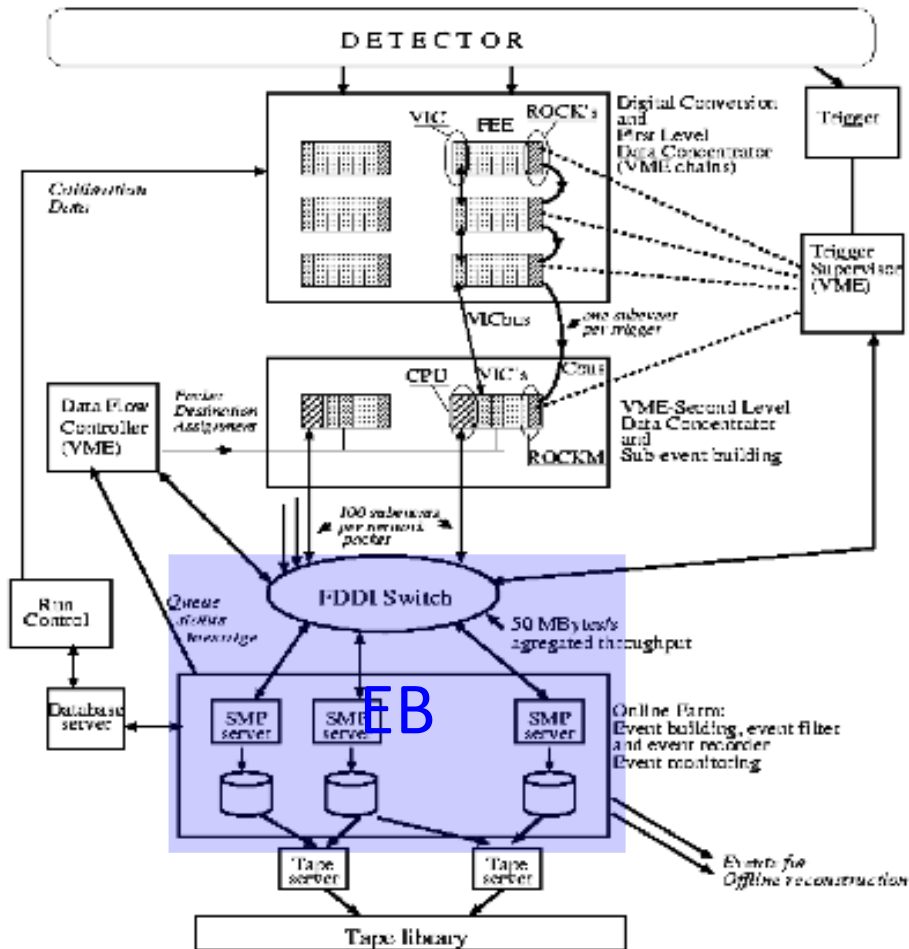 DETECTOR
VIC
FEE
ROCK's
Digital Conversion
and
First Level
Data Concentrator
(VME chains)
Trigger
Calibration
Data
Trigger
Supervisor
(VME)
VICbus
one subevent
per trigger
CPU
VIC's
Cbus
Data Flow
Controller
(VME)
Packet
Destination
Assignment
VME-Second Level
Data Concentrator
and
Sub-event building
ROCKM
100 subevents
per network
packet
FDDI Switch
Queue
status
message
Run
Control
50 MBytes/s
agregated throughput
Database
server
EB
SMP
server
SMP
server
SMP
server
Online Farm:
Event building, event filter
and event recorder
Event monitoring
Tape
server
Tape
server
Events for
Offline reconstruction
Tape library